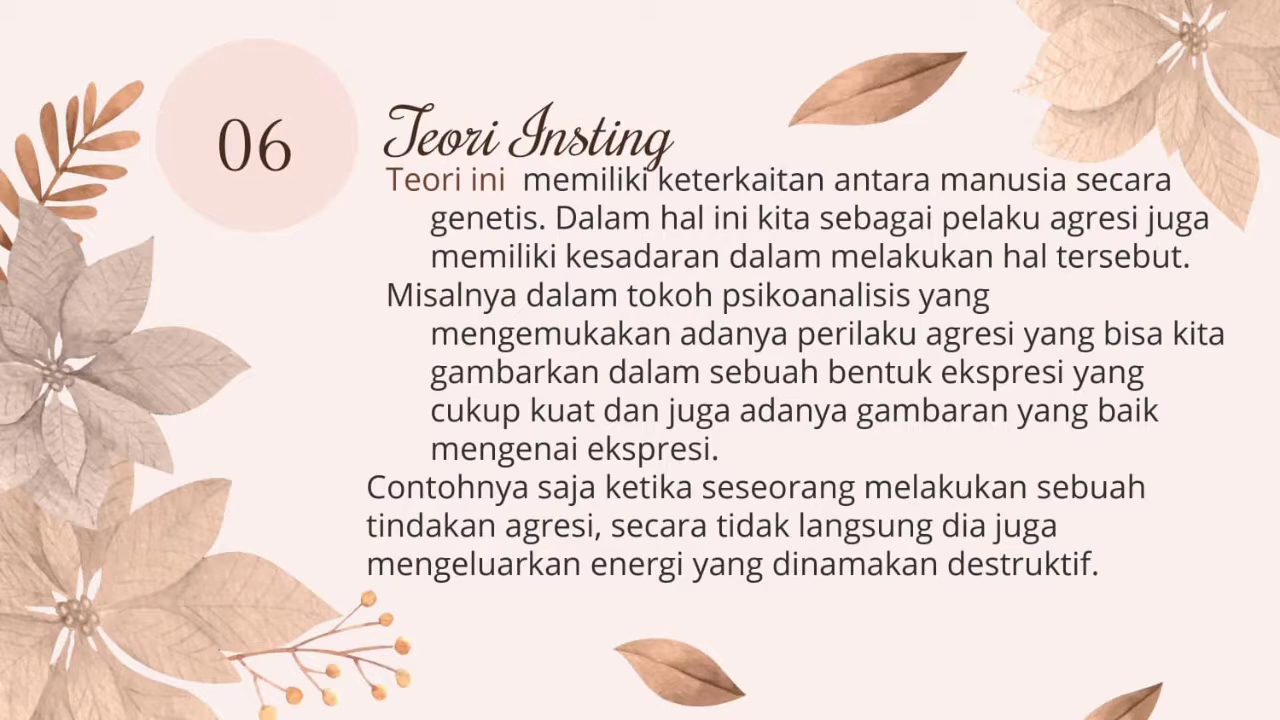 06
Teori Insting
Teori ini memiliki keterkaitan antara manusia secara
genetis. Dalam hal ini kita sebagai pelaku agresi juga
memiliki kesadaran dalam melakukan hal tersebut.
Misalnya dalam tokoh psikoanalisis yang
mengemukakan adanya perilaku agresi yang bisa kita
gambarkan dalam sebuah bentuk ekspresi yang
cukup kuat dan juga adanya gambaran yang baik
mengenai ekspresi.
Contohnya saja ketika seseorang melakukan sebuah
tindakan agresi, secara tidak langsung dia juga
mengeluarkan energi yang dinamakan destruktif.